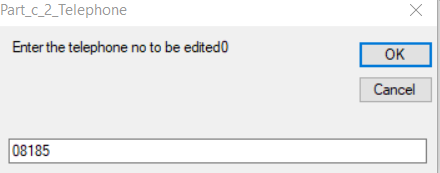 Part_c_2_Telephone
Enter the telephone no to be edited0
OK
Cancel
08185